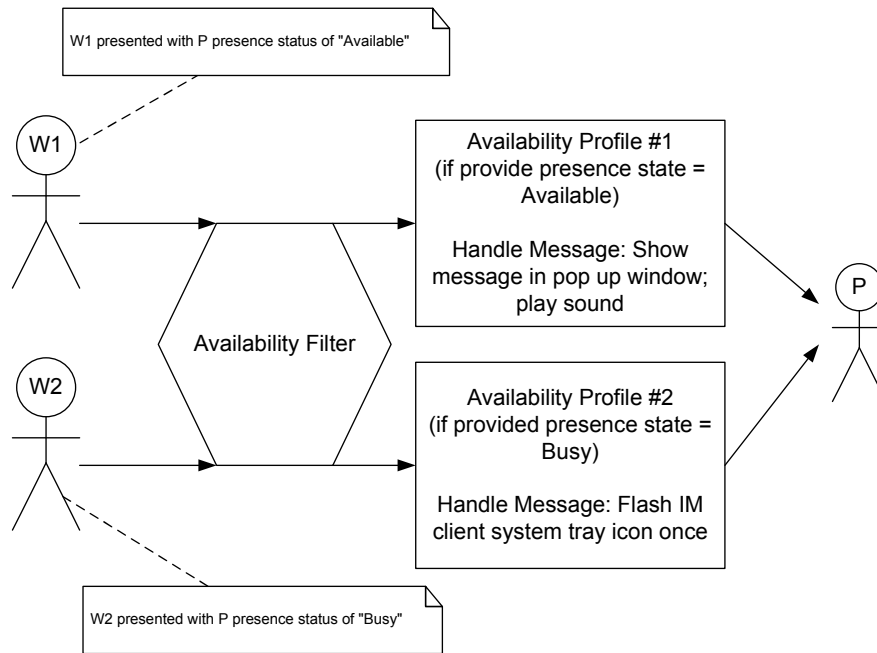 W1 presented with P presence status of "Available"
W1
Availability Profile #1
(if provide presence state =
Available)
Handle Message: Show
message in pop up window;
play sound
P
Availability Filter
W2
Availability Profile #2
(if provided presence state =
Busy)
Handle Message: Flash IM
client system tray icon once
W2 presented with P presence status of "Busy"